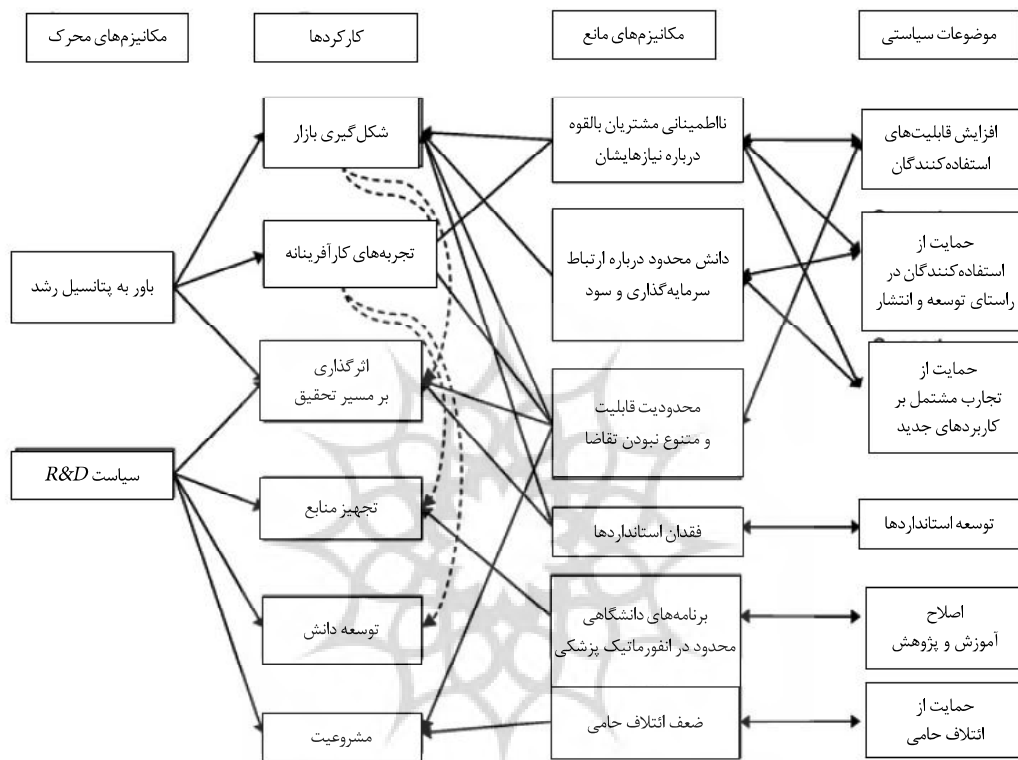 موضوعات سیاستی
مکانیزم‌های مانع
کارکردها
مکانیزم‌های محرک
افزایش قابلیت‌های
استفاده‌کنندگان
حمایت از
استفاده‌کنندگان در
راستای توسعه و انتشار
حمایت از
تجارب مشتمل بر
کاربردهای جدید
توسعه استانداردها
اصلاح
آموزش و پژوهش
حمایت از
ائتلاف حامی
نااطمینانی مشتریان بالقوه
درباره نیازهایشان
دانش محدود درباره ارتباط
سرمایه‌گذاری و سود
محدودیت قابلیت
و متنوع نبودن تقاضا
فقدان استانداردها
برنامه‌های دانشگاهی
محدود در انفورماتیک پزشکی
ضعف ائتلاف حامی
شکل‌گیری بازار
تجربه‌های کارآفرینانه
اثرگذاری
بر مسیر تحقیق
تجهیز منابع
توسعه دانش
مشروعیت
باور به پتانسیل رشد
سیاست R&D